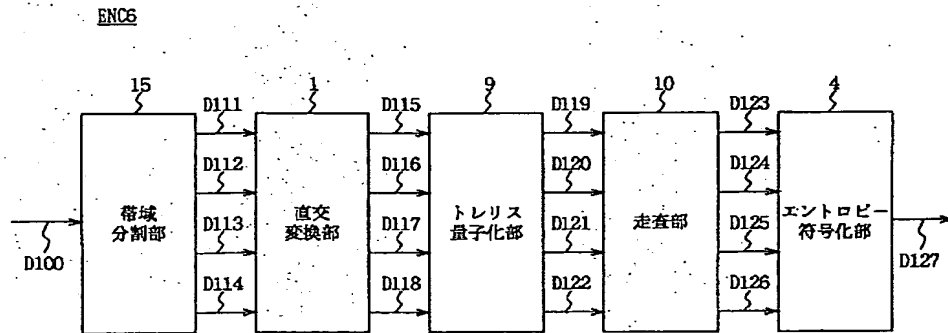 ENC6
15
1
9
10
4
D111
D115
D119
D123
D112
D116
D120
D124
帯域
分割部
直交
変換部
トレリス
量子化部
走査部
エントロピー
符号化部
D113
D117
D121
D125
D100
D127
D114
D118
D122
D126